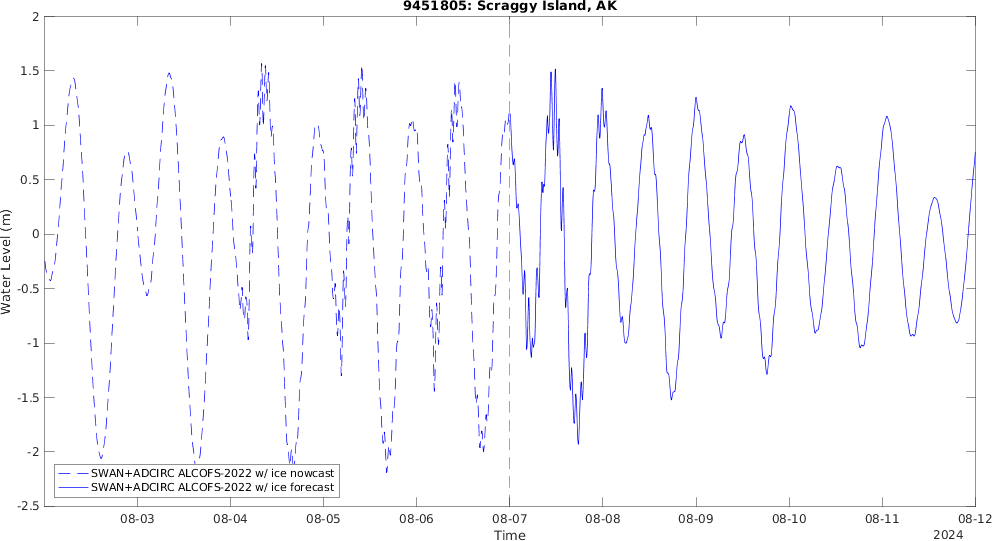 9451805: Scraggy Island, AK
Water Level (m)
2
1.5
1
0.5
0
-0.5
-1
-1.5
-2
-2.5
SWAN+ADCIRC ALCOFS-2022 w/ ice nowcast
SWAN+ADCIRC ALCOFS-2022 w/ ice forecast
08-03 08-04 08-05 08-06 08-07 08-08 08-09 08-10 08-11 08-12
Time
2024